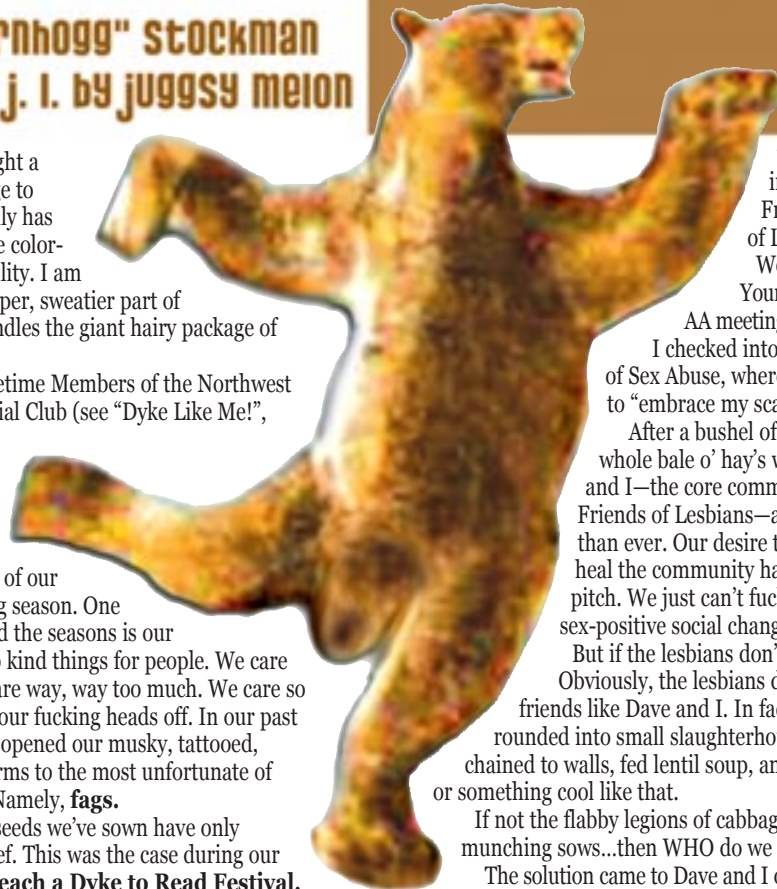 rnhogg" stockman
j. l. by juggsy melon
ght a
ge to
ly has
e color-
lity. I am
per, sweatier part of
ndles the giant hairy package of
etime Members of the Northwest
ial Club (see “Dyke Like Me!”,
of our
g season. One
d the seasons is our
o kind things for people. We care
are way, way too much. We care so
our fucking heads off. In our past
opened our musky, tattooed,
rms to the most unfortunate of
Namely, fags.
seeds we’ve sown have only
ef. This was the case during our
each a Dyke to Read Festival.
in
Fr
of L
We
Your
AA meeting
I checked into
of Sex Abuse, where
to “embrace my sca
After a bushel of
whole bale o’ hay’s w
and I—the core comm
Friends of Lesbians—a
than ever. Our desire t
heal the community ha
pitch. We just can’t fuc
sex-positive social chang
But if the lesbians don’
Obviously, the lesbians d
friends like Dave and I. In fac
rounded into small slaughterhou
chained to walls, fed lentil soup, an
or something cool like that.
If not the flabby legions of cabbag
munching sows...then WHO do we
The solution came to Dave and I o